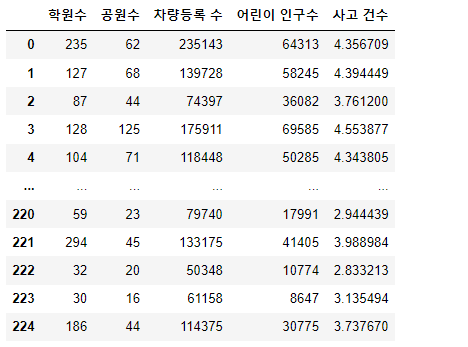 학원수 공원수 차량등록 수 어린이 인구수 사고 건수
0 235 62 235143 64313 4.356709
1 127 68 139728 58245 4.394449
2 87 44 74397 36082 3.761200
3 128 125 175911 69585 4.553877
4 104 71 118448 50285 4.343805
... ... ... ... ... ...
220 59 23 79740 17991 2.944439
221 294 45 133175 41405 3.988984
222 32 20 50348 10774 2.833213
223 30 16 61158 8647 3.135494
224 186 44 114375 30775 3.737670